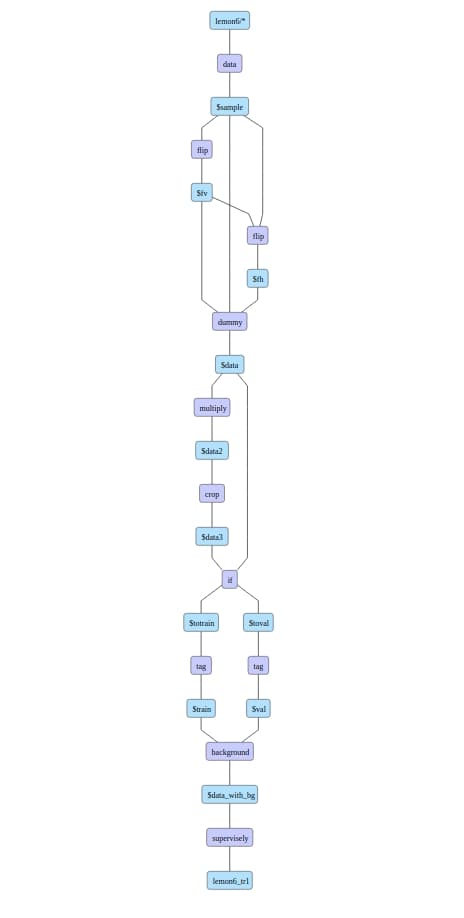 lemon6/*
data
$sample
flip
$fv
flip
$fh
dummy
$data
multiply
$data2
crop
$data3
if
$totrain
$toval
tag
tag
$train
$val
background
$data_with_bg
supervisely
lemon6_tr1